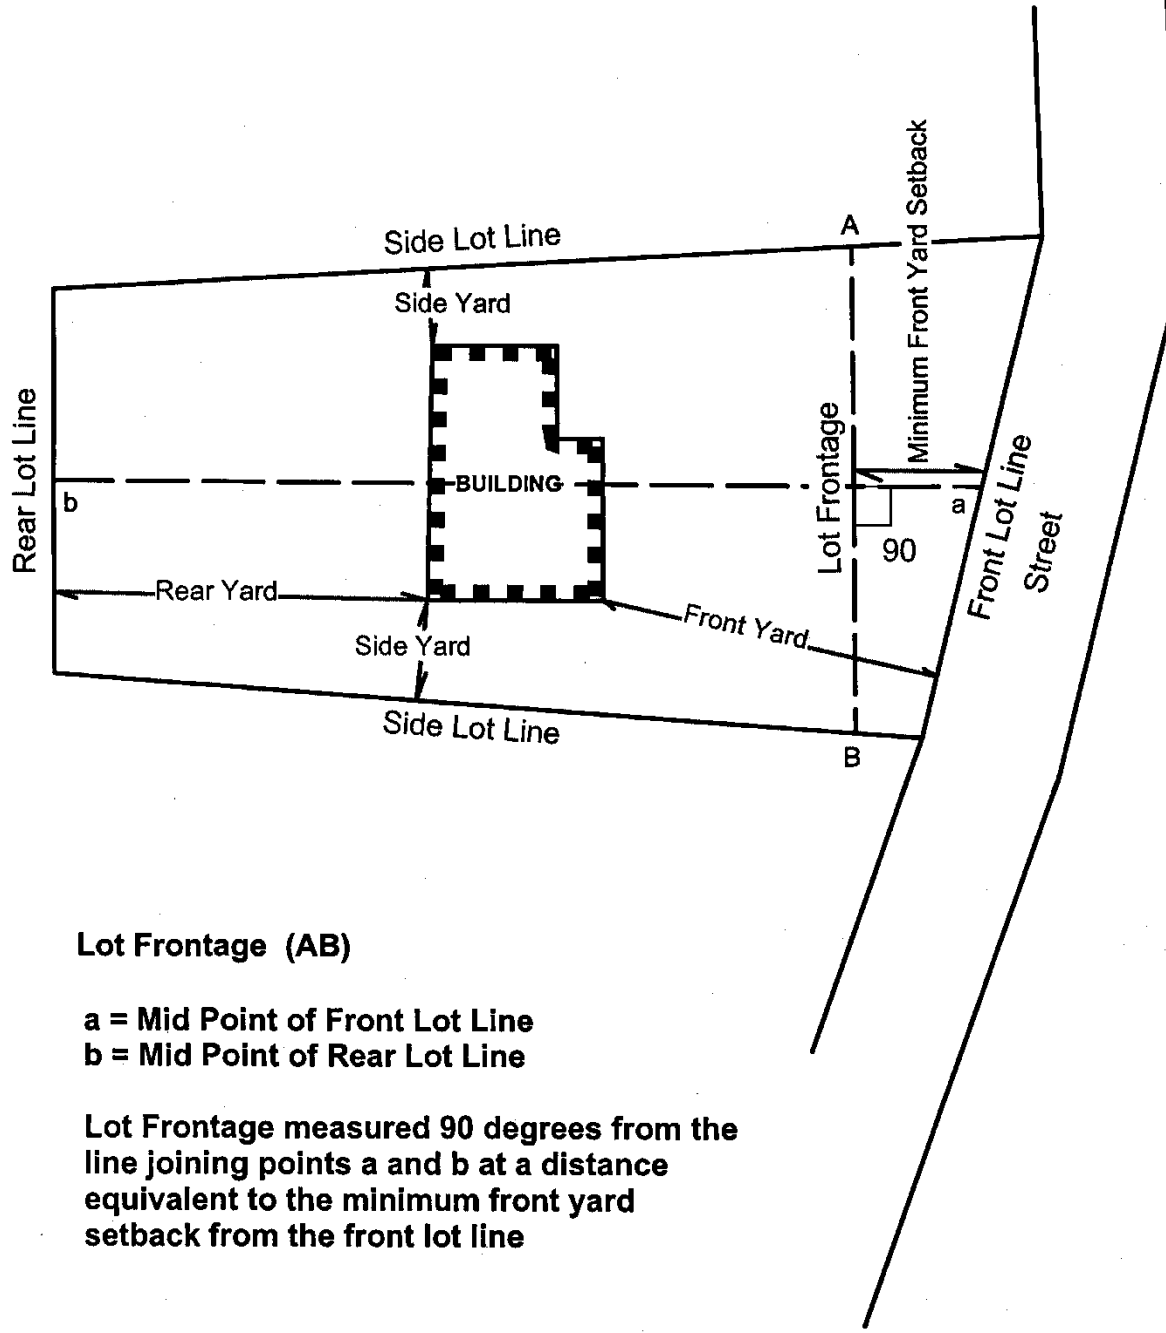 Minimum Front Yard Setback
A
Side Lot Line
Side Yard
Rear Lot Line
b
BUILDING
Lot Frontage
a
90
Front Lot Line
Street
Rear Yard
Front Yard
Side Yard
Side Lot Line
B
Lot Frontage (AB)
a = Mid Point of Front Lot Line
b = Mid Point of Rear Lot Line
Lot Frontage measured 90 degrees from the
line joining points a and b at a distance
equivalent to the minimum front yard
setback from the front lot line